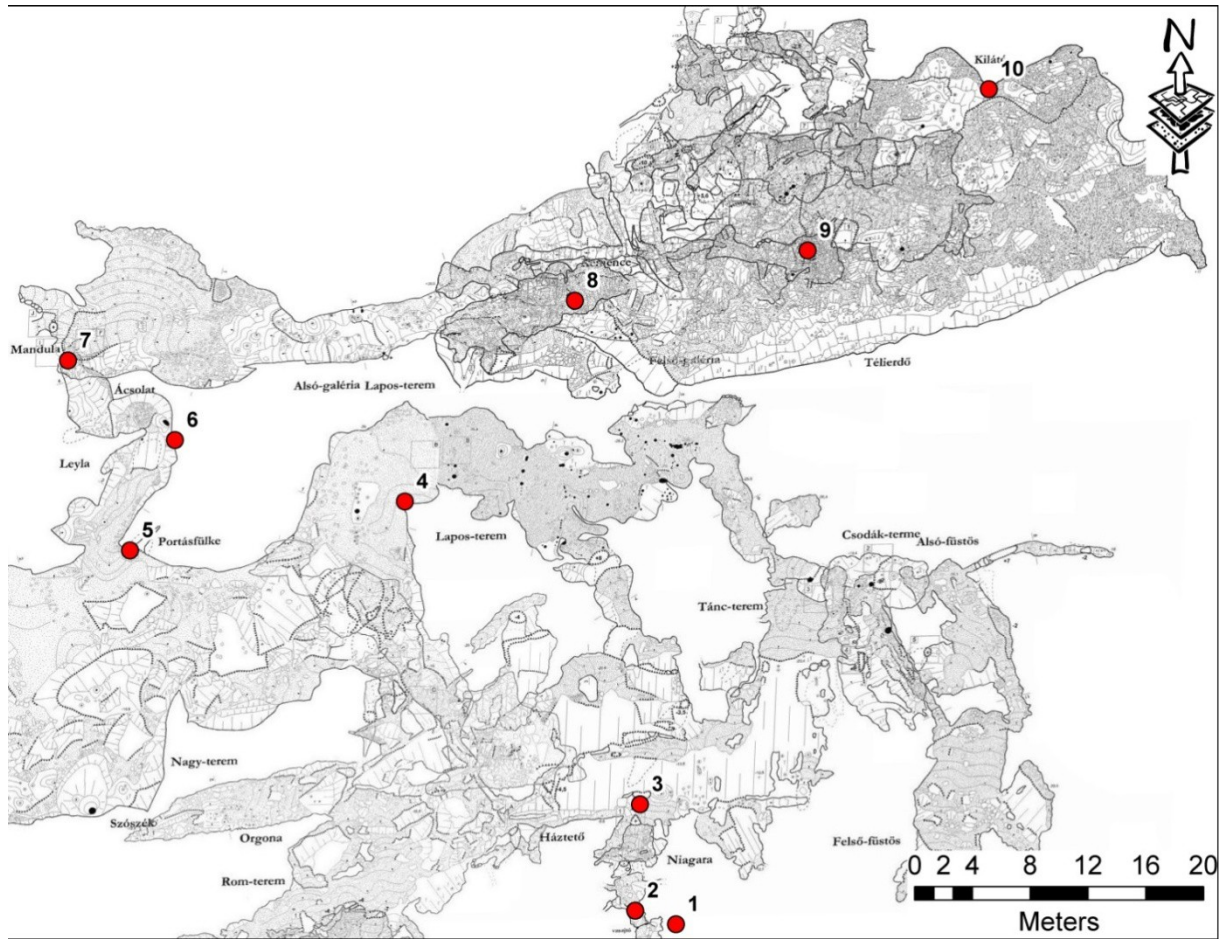 N
Kilátó
10
9
Kemence
8
7
Mandula
Felső-galéria
Télierdő
Ácsolat
Alsó-galéria Lapos-terem
6
Leyla
4
5
Portásfülke
Lapos-terem
Csodák-terme
Alsó-füstös
Tánc-terem
Nagy-terem
3
Szószék
Orgona
Háztető
Niagara
Felső-füstös
Rom-terem
0 2 4 8 12 16 20
Meters
2
1